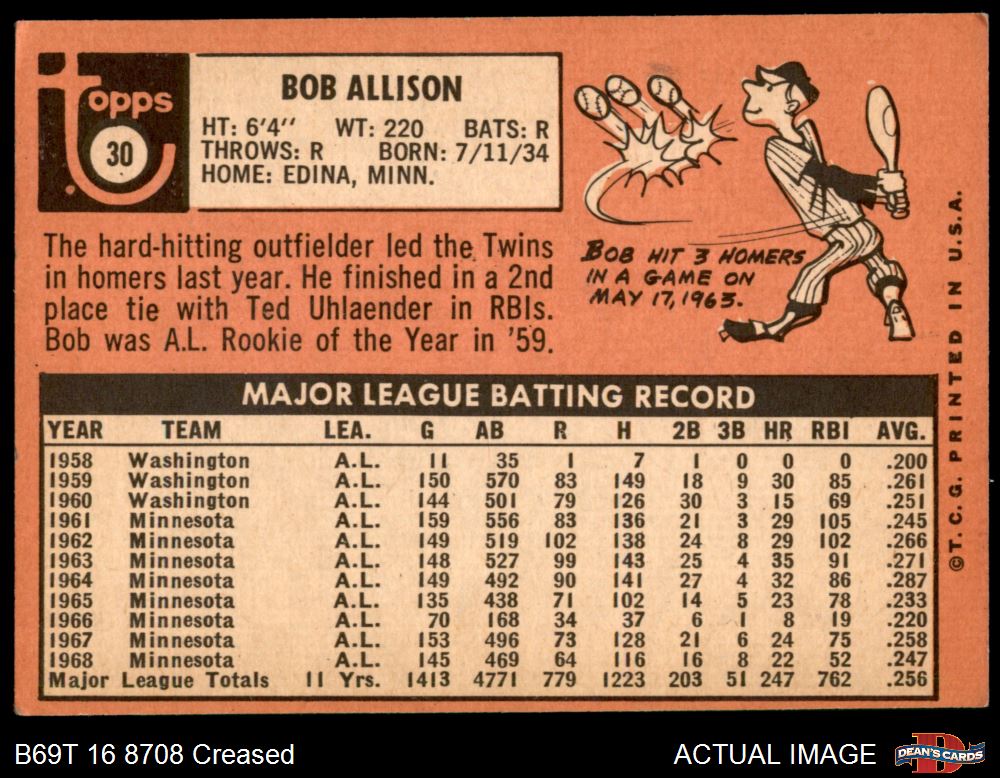 Topps
30
BOB ALLISON
HT: 6'4" WT: 220 BATS: R
THROWS: R BORN: 7/11/34
HOME: EDINA, MINN.
BOB HIT 3 HOMERS
IN A GAME ON
MAY 17, 1963.
The hard-hitting outfielder led the Twins
in homers last year. He finished in a 2nd
place tie with Ted Uhlaender in RBIs.
Bob was A.L. Rookie of the Year in '59.
MAJOR LEAGUE BATTING RECORD
YEAR TEAM LEA. G AB R H 2B 3B HR RBI AVG.
1958 Washington A.L. 11 35 1 7 1 0 0 0 .200
1959 Washington A.L. 150 570 83 149 18 9 30 85 .261
1960 Washington A.L. 144 501 79 126 30 3 15 69 .251
1961 Minnesota A.L. 159 556 83 136 21 3 29 105 .245
1962 Minnesota A.L. 149 519 102 138 24 8 29 102 .266
1963 Minnesota A.L. 148 527 99 143 25 4 35 91 .271
1964 Minnesota A.L. 149 492 90 141 27 4 32 86 .287
1965 Minnesota A.L. 135 438 71 102 14 5 23 78 .233
1966 Minnesota A.L. 70 168 34 37 6 1 8 19 .220
1967 Minnesota A.L. 153 496 73 128 21 6 24 75 .258
1968 Minnesota A.L. 145 469 64 116 16 8 22 52 .247
Major League Totals 11 Yrs. 1413 4771 779 1223 203 51 247 762 .256
©T. C. G. PRINTED IN U.S.A.
B69T 16 8708 Creased
ACTUAL IMAGE
D
DEAN'S CARDS